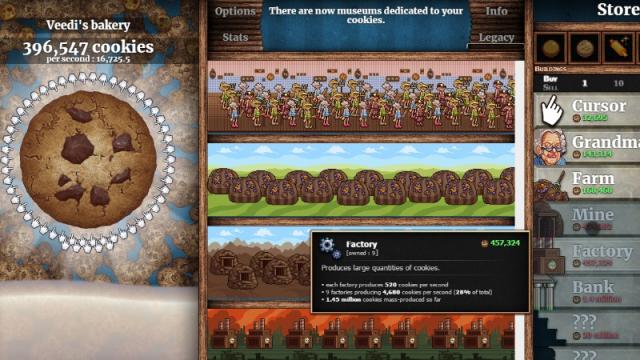 Veedi's bakery
396,547 cookies
per second : 16,725.5
Options
Stats
There are now museums dedicated to your
cookies.
Info
Legacy
Store
Buy
Sell
1
10
Cursor
Grandma
Farm
Mine
Factory
Bank
???
???
Factory
457,324
[owned : 9]
Produces large quantities of cookies.
• each factory produces 520 cookies per second
• 9 factories producing 4,680 cookies per second (28% of total)
• 1.45 million cookies mass-produced so far